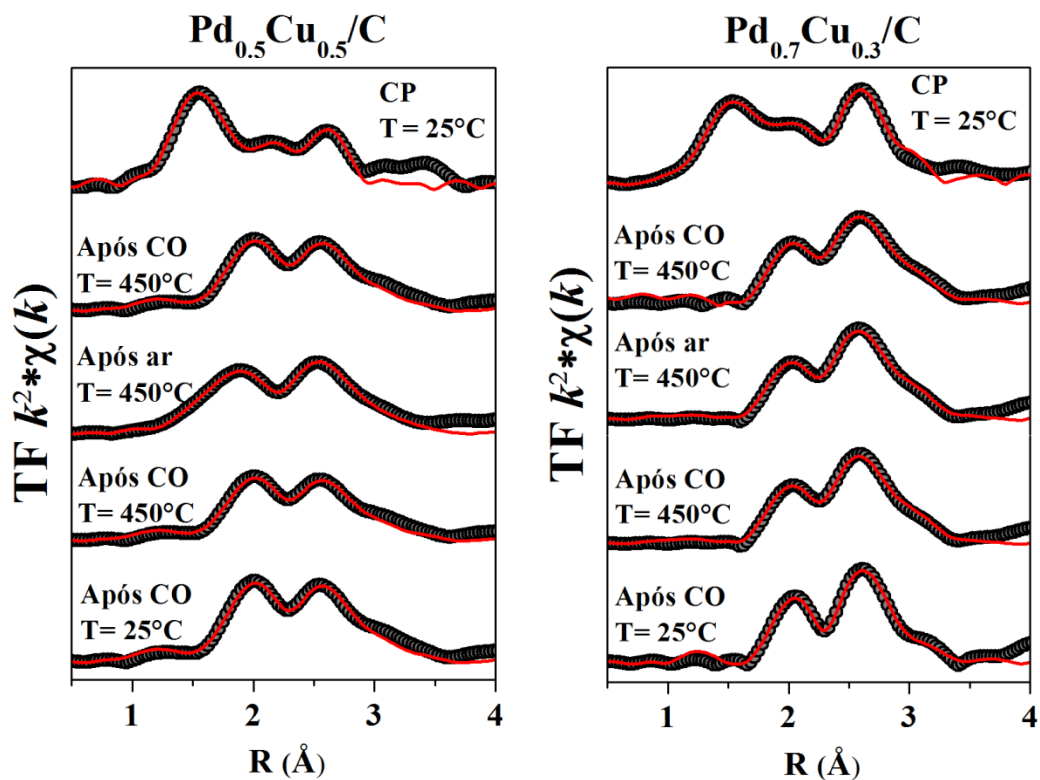 Pd0.5Cu0.5/C
CP
T = 25°C
Após CO
T= 450°C
Após ar
T= 450°C
Após CO
T= 450°C
Após CO
T= 25°C
TF k²*χ(k)
1 2 3 4
R (Å)
Pd0.7Cu0.3/C
CP
T = 25°C
Após CO
T= 450°C
Após ar
T= 450°C
Após CO
T= 450°C
Após CO
T= 25°C
TF k²*χ(k)
1 2 3 4
R (Å)